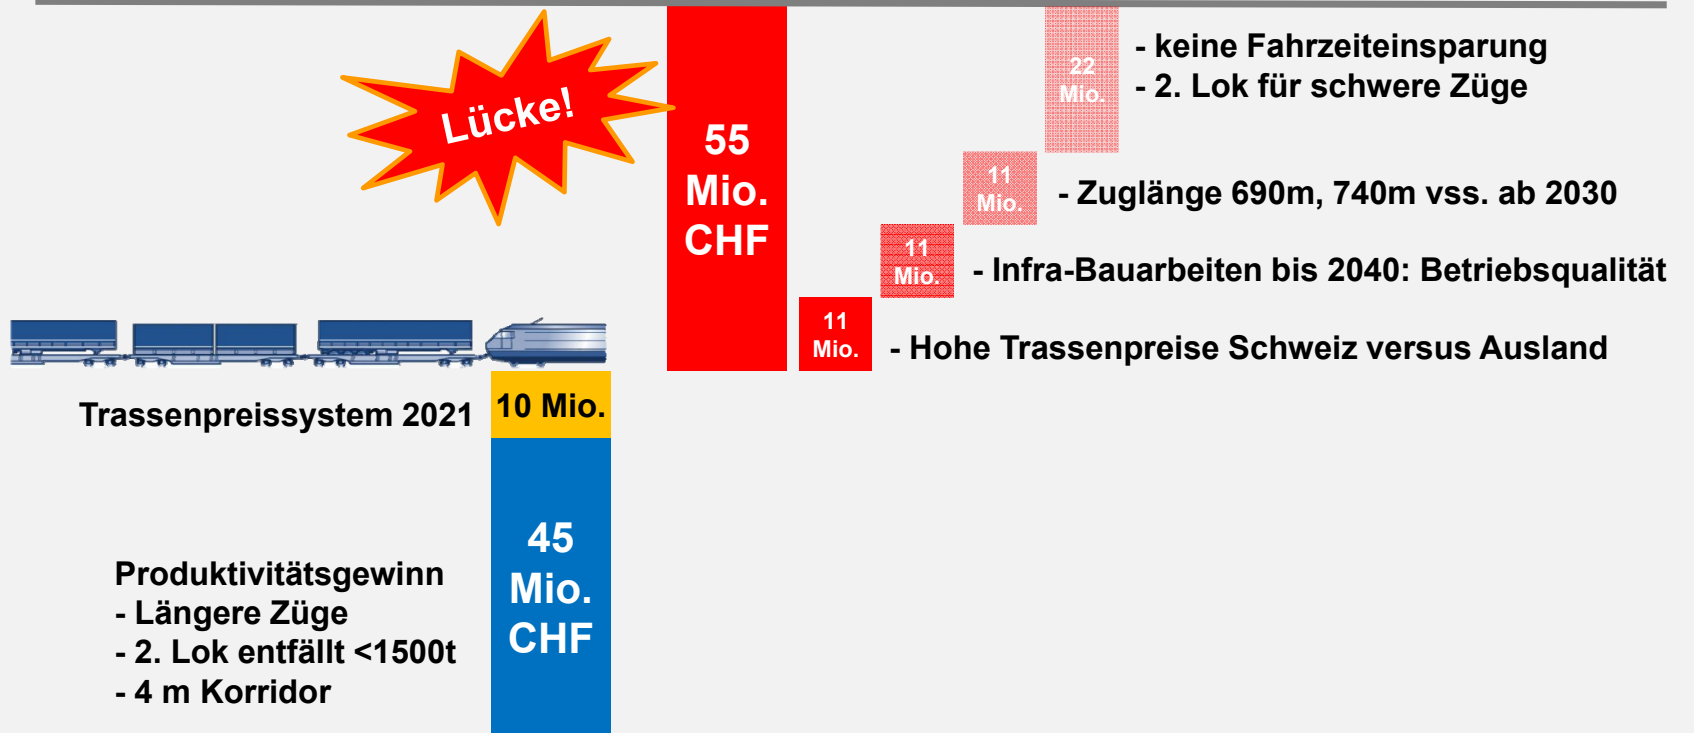 - keine Fahrzeiteinsparung
- 2. Lok für schwere Züge
22
Mio.
Lücke!
55
Mio.
CHF
11
Mio.
- Zuglänge 690m, 740m vss. ab 2030
11
Mio.
- Infra-Bauarbeiten bis 2040: Betriebsqualität
11
Mio.
- Hohe Trassenpreise Schweiz versus Ausland
Trassenpreissystem 2021
10 Mio.
45
Mio.
CHF
Produktivitätsgewinn
- Längere Züge
- 2. Lok entfällt <1500t
- 4 m Korridor